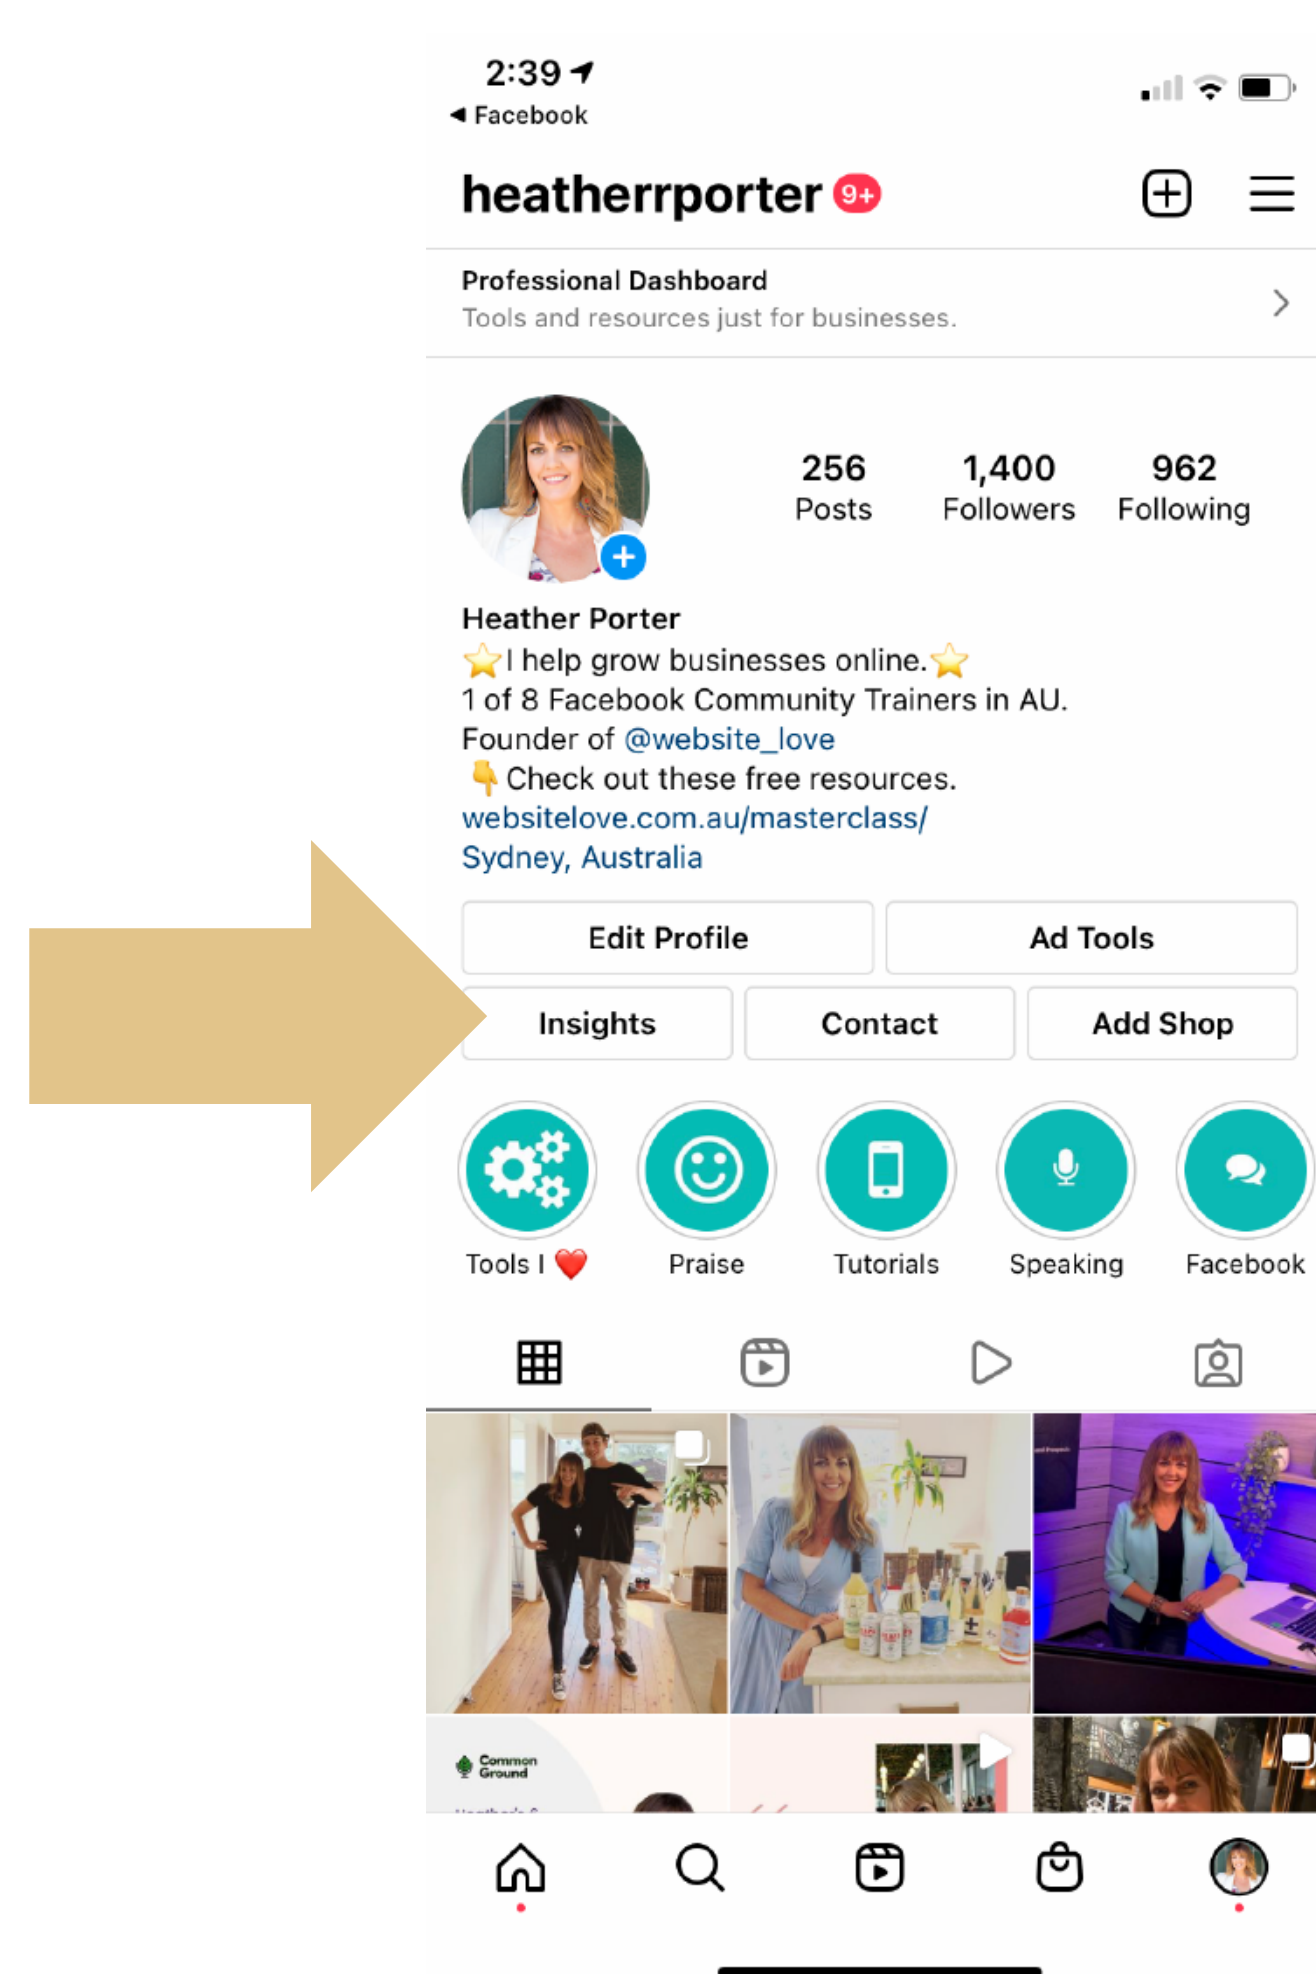 2:39
Facebook
heatherrporter 9+
Professional Dashboard
Tools and resources just for businesses.
256 1,400 962
Posts Followers Following
Heather Porter
⭐I help grow businesses online.⭐
1 of 8 Facebook Community Trainers in AU.
Founder of @website_love
👇Check out these free resources.
websitelove.com.au/masterclass/
Sydney, Australia
Edit Profile Ad Tools
Insights Contact Add Shop
Tools I ❤️ Praise Tutorials Speaking Facebook
Common
Ground